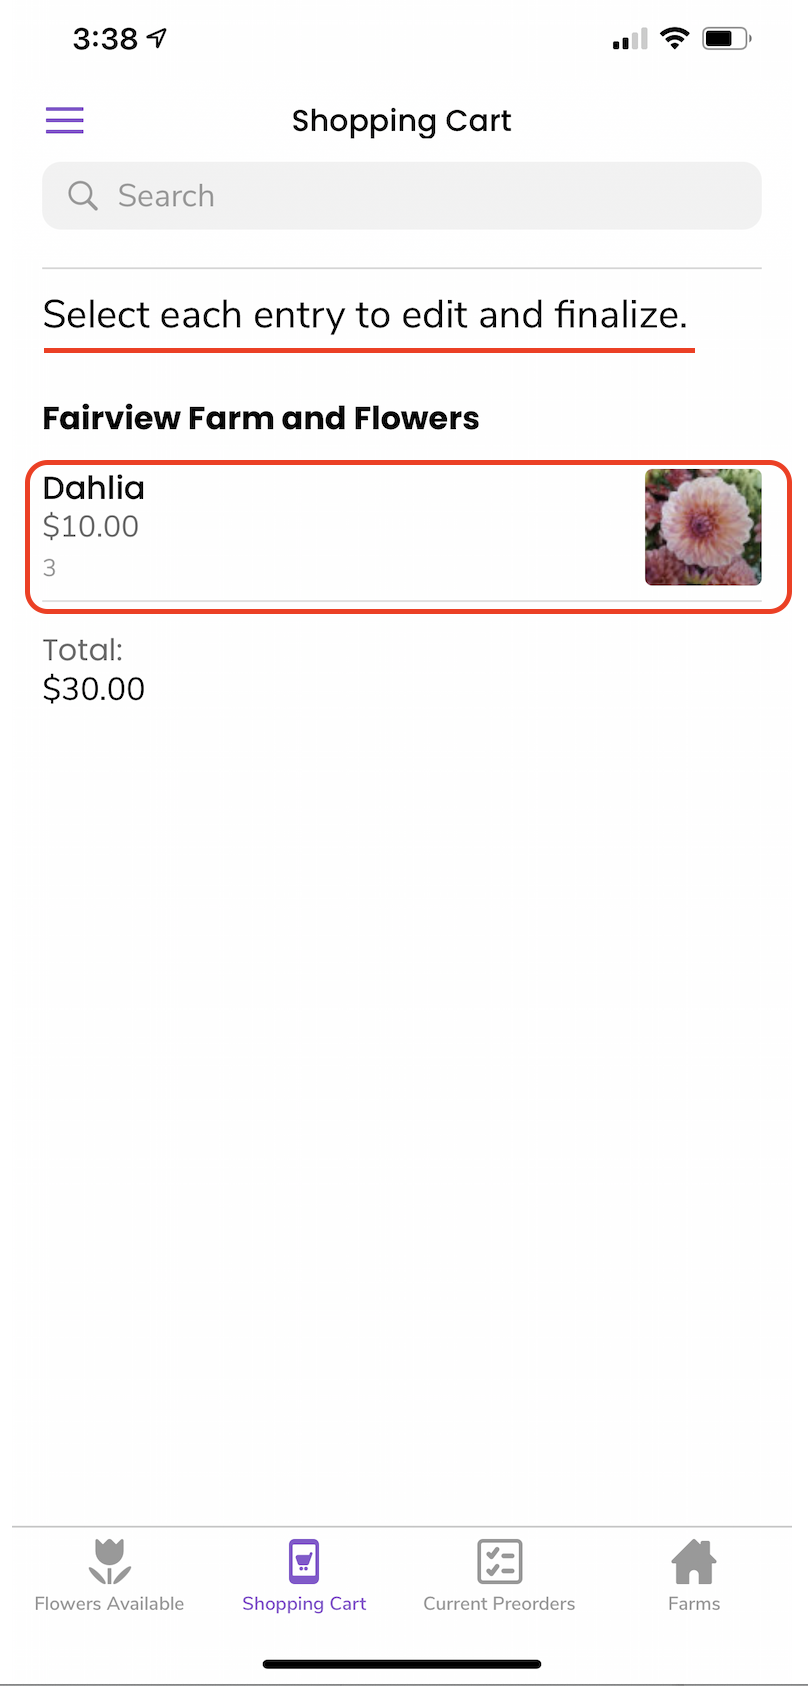 3:38
Shopping Cart
Search
Select each entry to edit and finalize.
Fairview Farm and Flowers
Dahlia
$10.00
3
Total:
$30.00
Flowers Available
Shopping Cart
Current Preorders
Farms